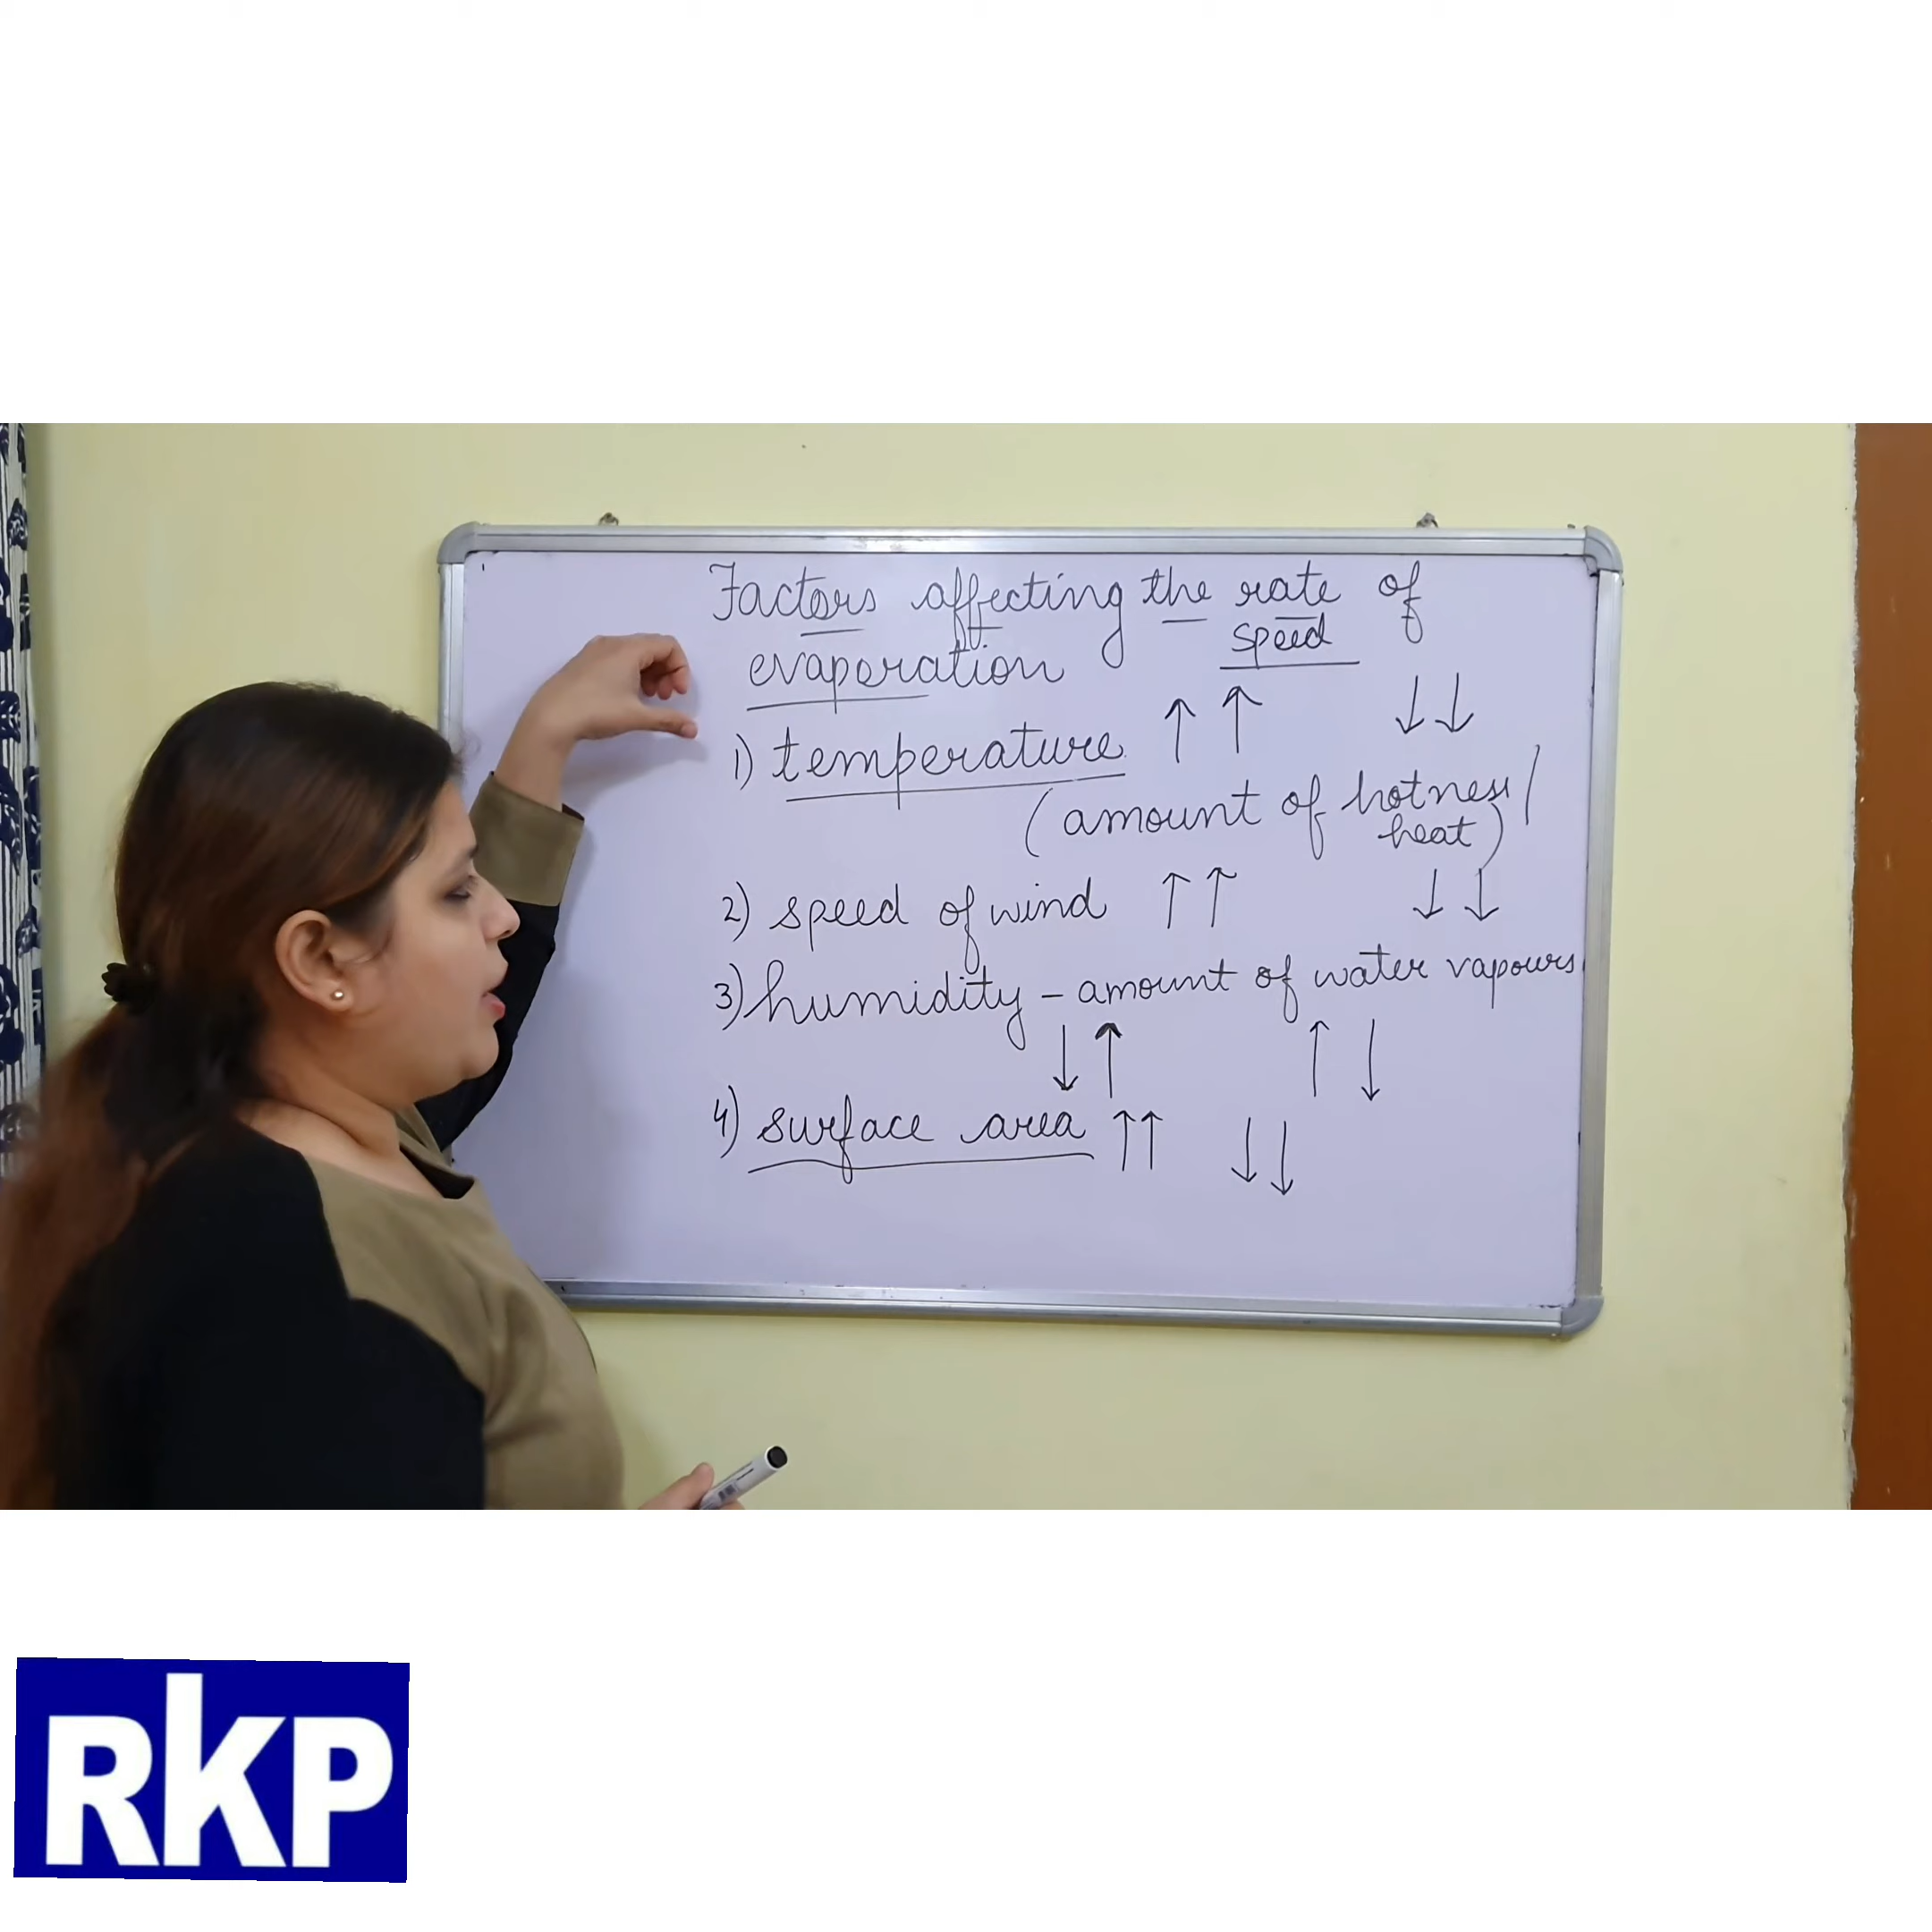 Factors affecting the rate of
speed
evaporation
1) temperature ↑ ↑ ↓ ↓
(amount of hotness/
heat)
2) speed of wind ↑ ↑ ↓ ↓
3) humidity - amount of water vapours
↓ ↑ ↑ ↓
4) surface area ↑↑ ↓↓
RKP